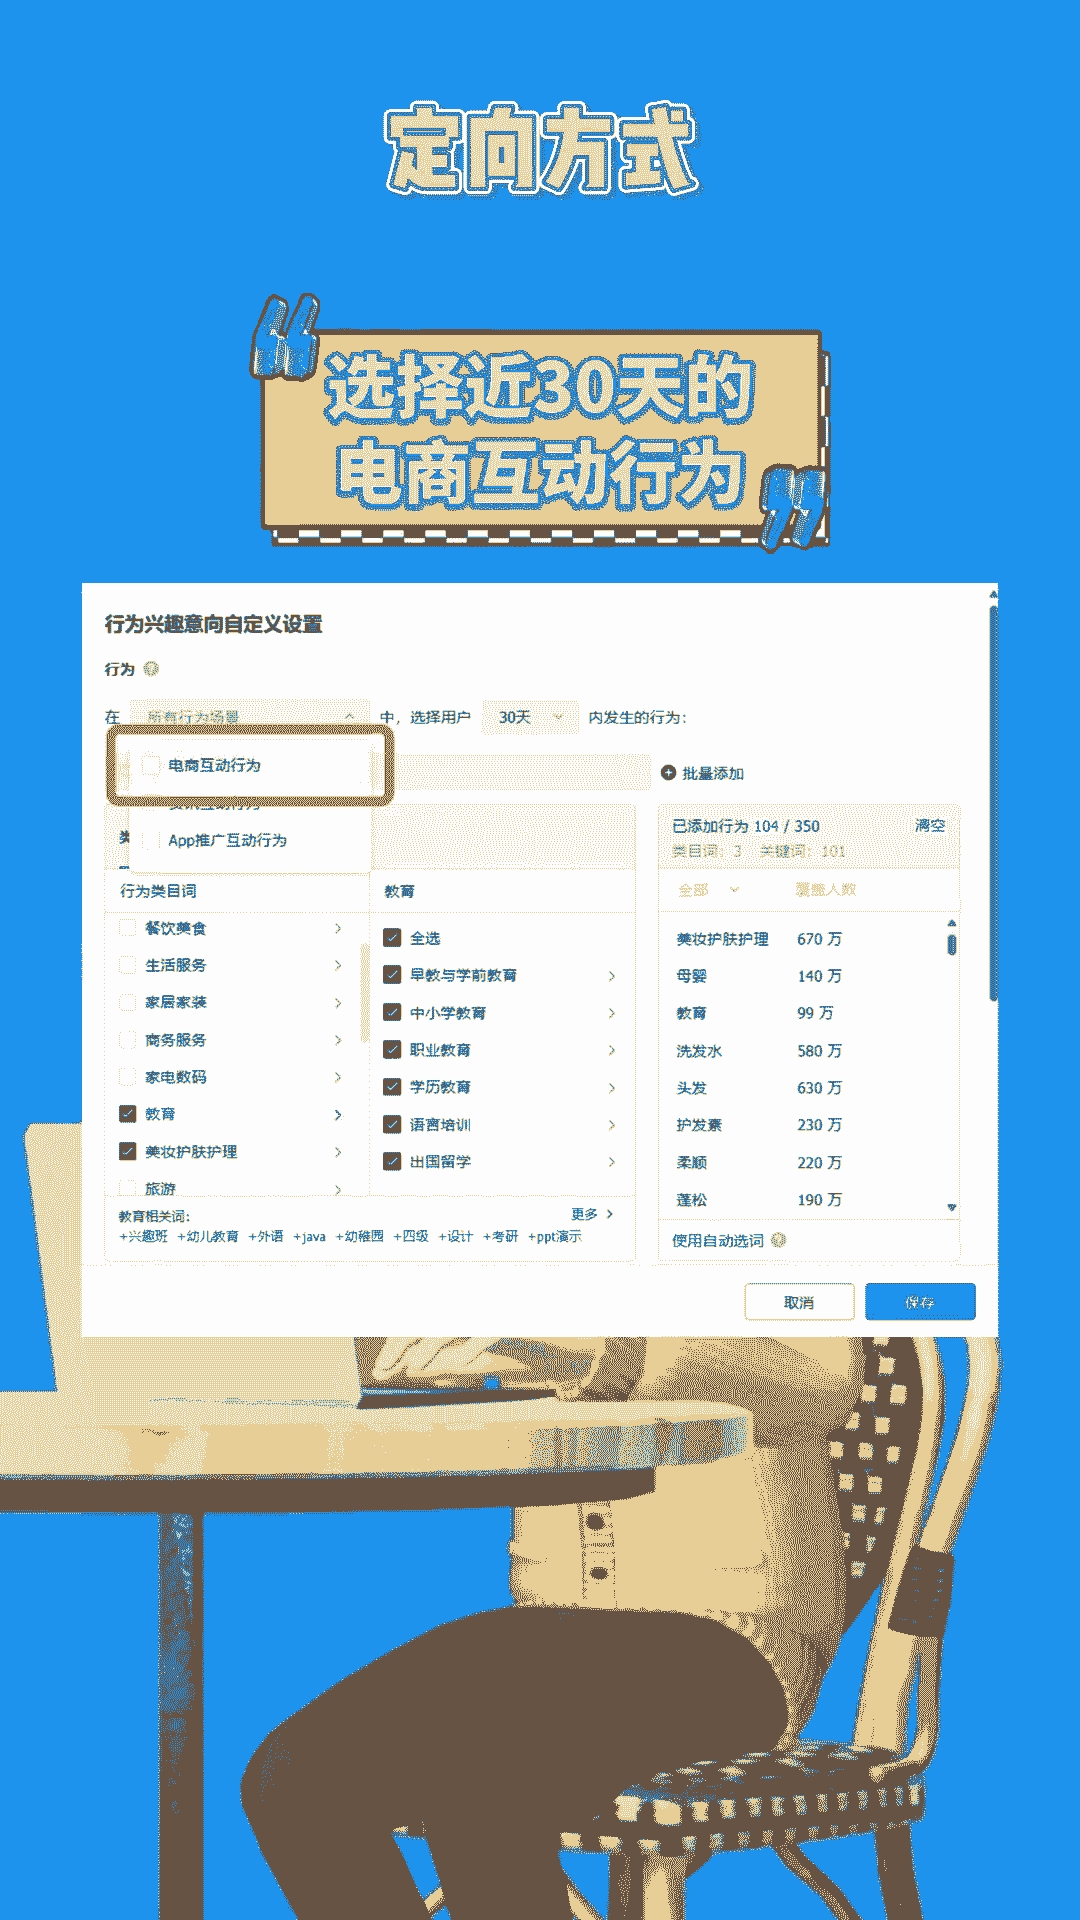 定向方式
选择近30天的
电商互动行为
行为兴趣意向自定义设置
行为
在 所有行为场景 中，选择用户 30天 内发生的行为：
电商互动行为
批量添加
App推广互动行为
已添加行为 104 / 350 清空
类目词：3 关键词：101
全部 覆盖人数
行为类目词 教育
餐饮美食
生活服务
家居家装
商务服务
家电数码
教育
美妆护肤护理
旅游
全选
早教与学前教育
中小学教育
职业教育
学历教育
语言培训
出国留学
美妆护肤护理 670 万
母婴 140 万
教育 99 万
洗发水 580 万
头发 630 万
护发素 230 万
柔顺 220 万
蓬松 190 万
教育相关词： 更多
+兴趣班 +幼儿教育 +外语 +java +幼稚园 +四级 +设计 +考研 +ppt演示
使用自动选词
取消 保存